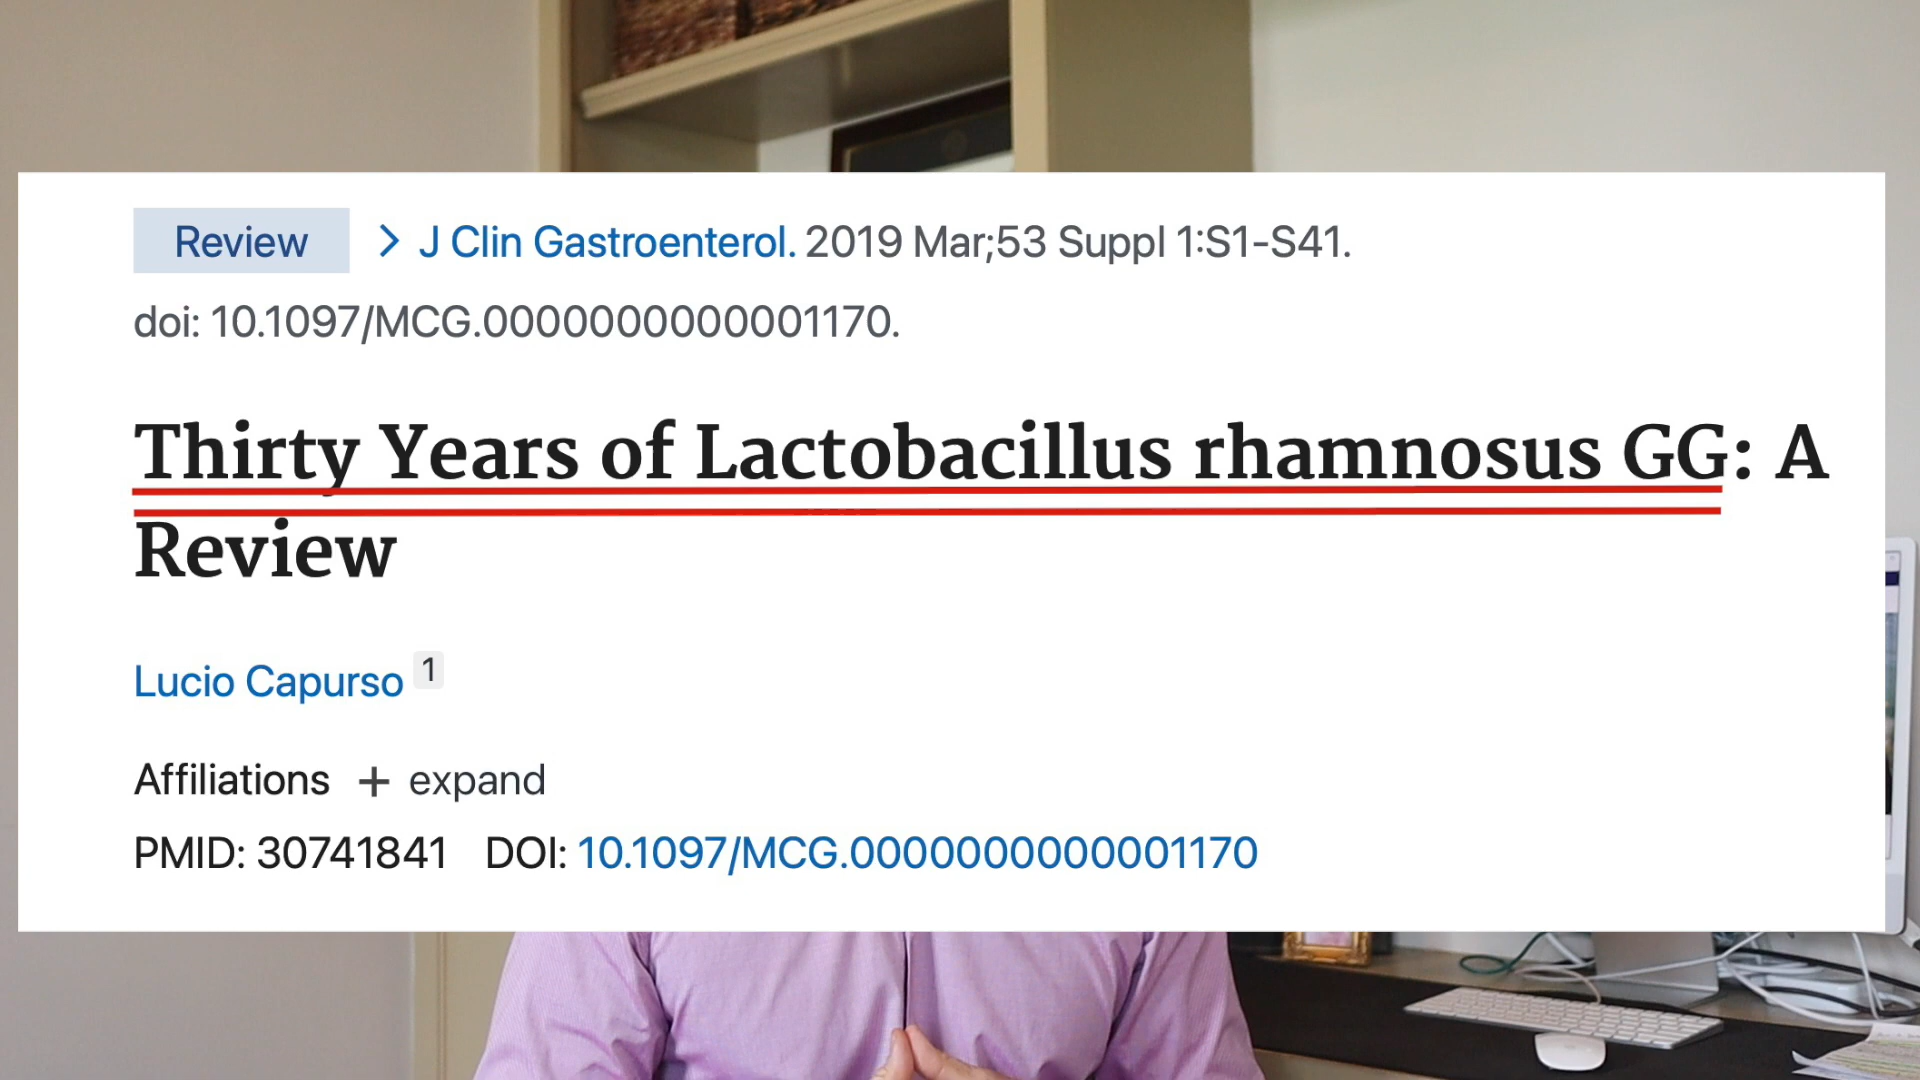 Review > J Clin Gastroenterol. 2019 Mar;53 Suppl 1:S1-S41.
doi: 10.1097/MCG.0000000000001170.
Thirty Years of Lactobacillus rhamnosus GG: A
Review
Lucio Capurso 1
Affiliations + expand
PMID: 30741841 DOI: 10.1097/MCG.0000000000001170